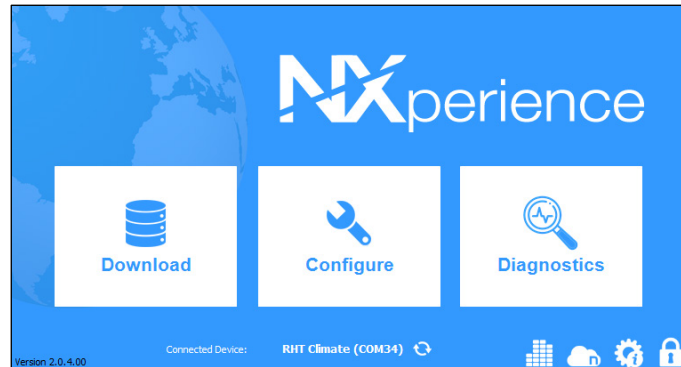 NXperience
Download
Configure
Diagnostics
Connected Device: RHT Climate (COM34)
Version 2.0.4.00
n